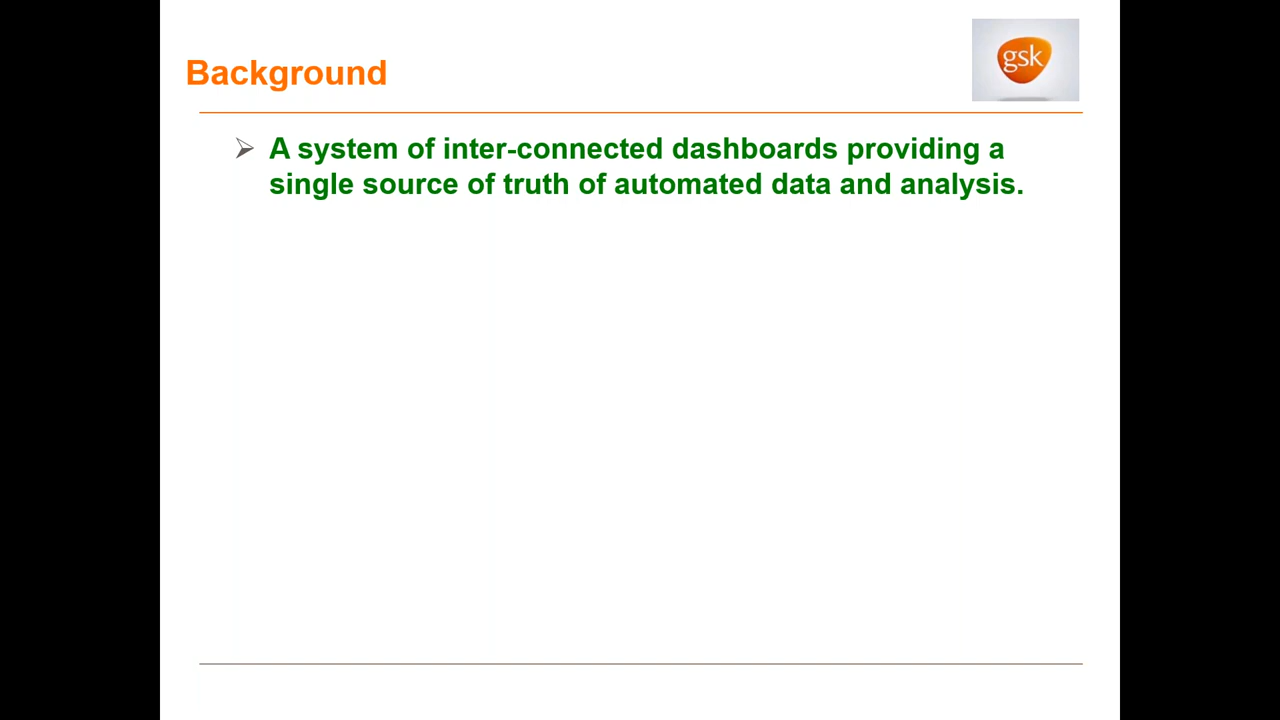 Background
gsk
A system of inter-connected dashboards providing a
single source of truth of automated data and analysis.